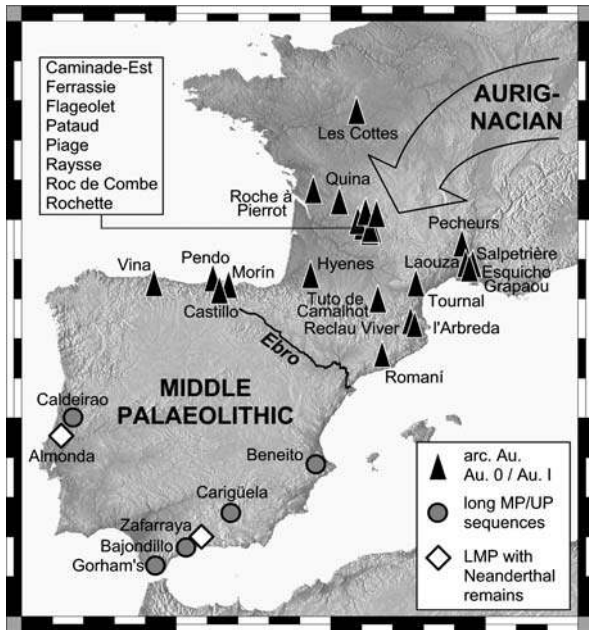 Caminade-Est
Ferrassie
Flageolet
Pataud
Piage
Raysse
Roc de Combe
Rochette
AURIG-
NACIAN
Les Cottes
Quina
Roche à
Pierrot
Pecheurs
Hyenes
Laouza
Salpetrière
Esquicho
Grapaou
Vina
Pendo
Morín
Castillo
Tuto de
Camalhot
Tournal
Reclau Viver
l'Arbreda
Ebro
Romaní
MIDDLE
PALAEOLITHIC
Caldeirao
Almonda
Beneito
Carigüela
Zafarraya
Bajondillo
Gorham's
arc. Au.
Au. 0 / Au. I
long MP/UP
sequences
LMP with
Neanderthal
remains